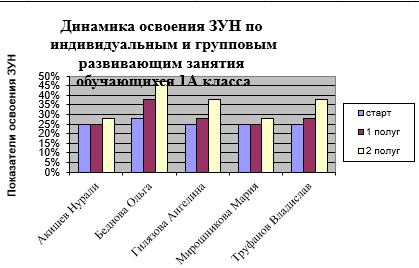 Динамика освоения ЗУН по
индивидуальным и групповым
развивающим занятия
обучающихся 1А класса
Показатели освоения ЗУН
50%
45%
40%
35%
30%
25%
20%
15%
10%
5%
0%
Акишев Нурали
Беднова Ольга
Гилязова Ангелина
Мирошникова Мария
Труфанов Владислав
старт
1 полуг
2 полуг